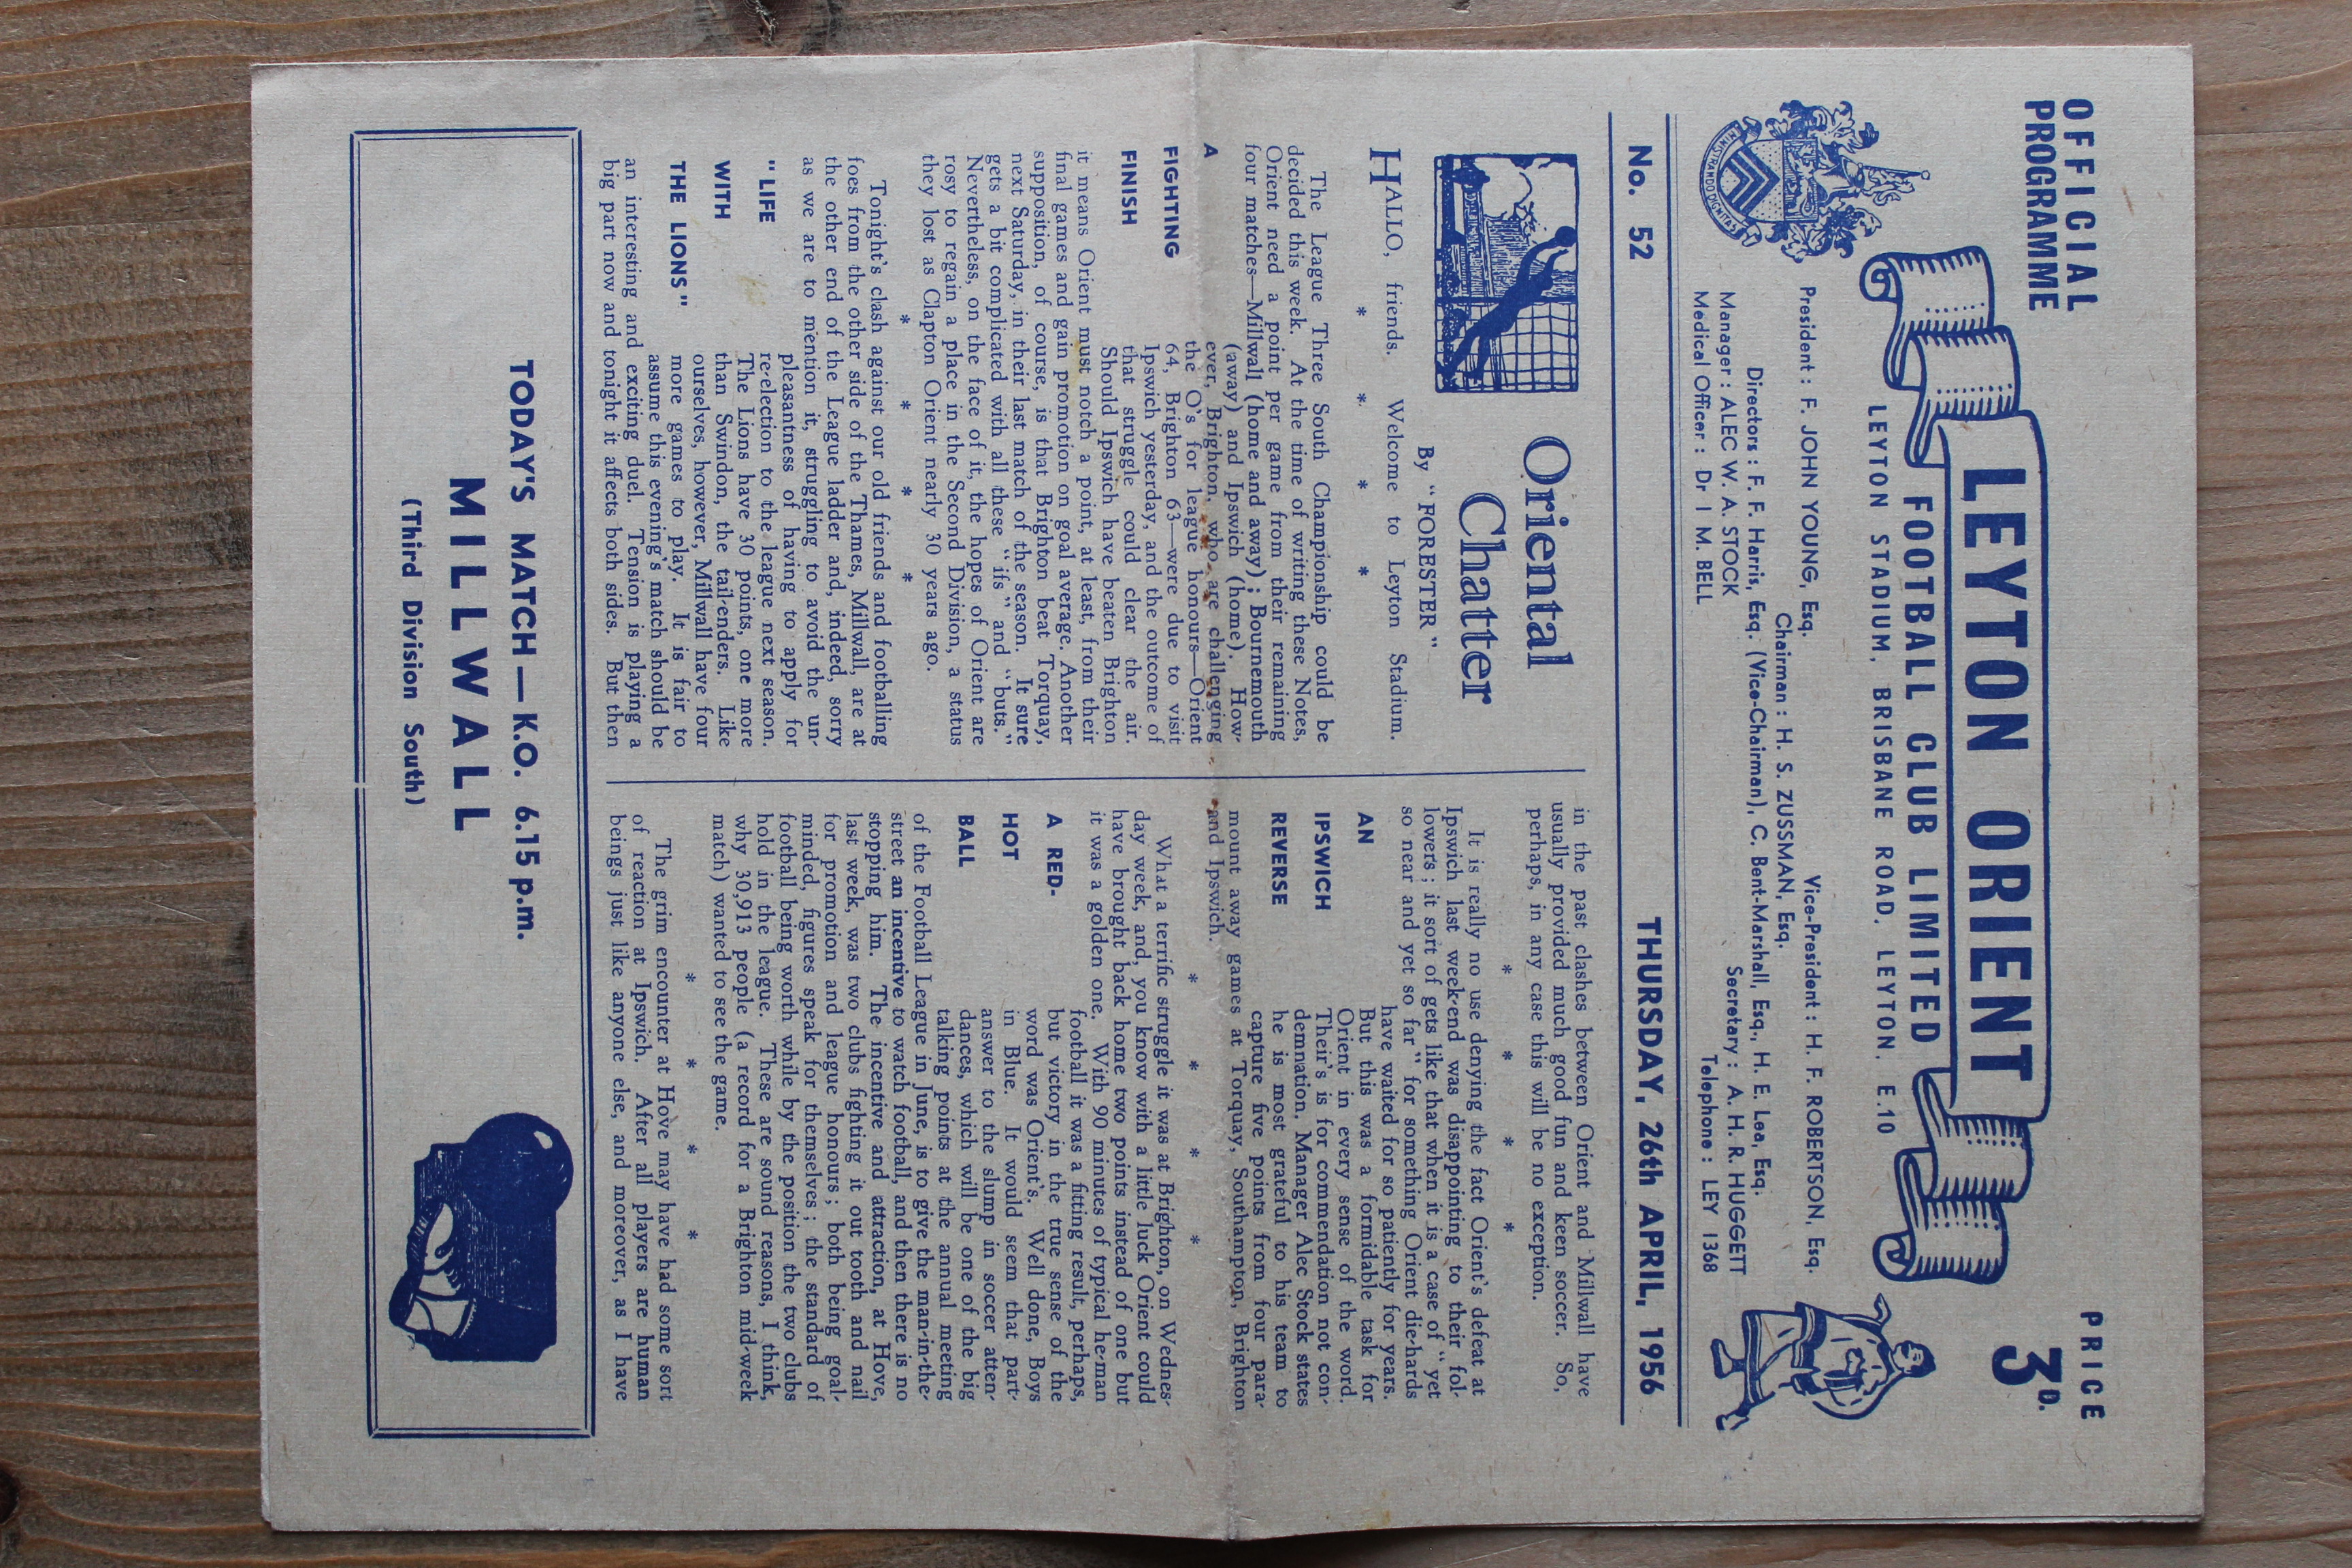 OFFICIAL
PROGRAMME
PRICE
3D.
LEYTON ORIENT
FOOTBALL CLUB LIMITED
LEYTON STADIUM, BRISBANE ROAD, LEYTON, E.10
MINISTRANDO DIGNITAS
President : F. JOHN YOUNG, Esq. Vice-President : H. F. ROBERTSON, Esq.
Chairman : H. S. ZUSSMAN, Esq.
Directors : F. F. Harris, Esq. (Vice-Chairman), C. Bent-Marshall, Esq., H. E. Lea, Esq.
Manager : ALEC W. A. STOCK Secretary : A. H. R. HUGGETT
Medical Officer : Dr I M. BELL Telephone : LEY 1368
No. 52 THURSDAY, 26th APRIL, 1956
Oriental
Chatter
By "FORESTER"
HALLO, friends. Welcome to Leyton Stadium.
* * * *
The League Three South Championship could be
decided this week. At the time of writing these Notes,
Orient need a point per game from their remaining
four matches—Millwall (home and away) ; Bournemouth
(away) and Ipswich (home). How-
A
FIGHTING
FINISH
ever, Brighton, who are challenging
the O's for league honours—Orient
64, Brighton 63—were due to visit
Ipswich yesterday, and the outcome of
that struggle could clear the air.
Should Ipswich have beaten Brighton
it means Orient must notch a point, at least, from their
final games and gain promotion on goal average. Another
supposition, of course, is that Brighton beat Torquay,
next Saturday, in their last match of the season. It sure
gets a bit complicated with all these "ifs" and "buts."
Nevertheless, on the face of it, the hopes of Orient are
rosy to regain a place in the Second Division, a status
they lost as Clapton Orient nearly 30 years ago.
* * * *
Tonight's clash against our old friends and footballing
foes from the other side of the Thames, Millwall, are at
the other end of the League ladder and, indeed, sorry
as we are to mention it, struggling to avoid the un-
"LIFE
WITH
THE LIONS"
pleasantness of having to apply for
re-election to the league next season.
The Lions have 30 points, one more
than Swindon, the tail-enders. Like
ourselves, however, Millwall have four
more games to play. It is fair to
assume this evening's match should be
an interesting and exciting duel. Tension is playing a
big part now and tonight it affects both sides. But then
in the past clashes between Orient and Millwall have
usually provided much good fun and keen soccer. So,
perhaps, in any case this will be no exception.
* * * *
It is really no use denying the fact Orient's defeat at
Ipswich last week-end was disappointing to their fol-
lowers ; it sort of gets like that when it is a case of "yet
so near and yet so far" for something Orient die-hards
AN
IPSWICH
REVERSE
have waited for so patiently for years.
But this was a formidable task for
Orient in every sense of the word.
Their's is for commendation not con-
demnation. Manager Alec Stock states
he is most grateful to his team to
capture five points from four para-
mount away games at Torquay, Southampton, Brighton
and Ipswich.
* * * *
What a terrific struggle it was at Brighton, on Wednes-
day week, and, you know with a little luck Orient could
have brought back home two points instead of one but
it was a golden one. With 90 minutes of typical he-man
A RED-
HOT
BALL
football it was a fitting result, perhaps,
but victory in the true sense of the
word was Orient's. Well done, Boys
in Blue. It would seem that part-
answer to the slump in soccer atten-
dances, which will be one of the big
talking points at the annual meeting
of the Football League in June, is to give the man-in-the-
street an incentive to watch football, and then there is no
stopping him. The incentive and attraction, at Hove,
last week, was two clubs fighting it out tooth and nail
for promotion and league honours ; both being goal-
minded, figures speak for themselves ; the standard of
football being worth while by the position the two clubs
hold in the league. These are sound reasons, I think,
why 30,913 people (a record for a Brighton mid-week
match) wanted to see the game.
* * * *
The grim encounter at Hove may have had some sort
of reaction at Ipswich. After all players are human
beings just like anyone else, and moreover, as I have
TODAY'S MATCH—K.O. 6.15 p.m.
MILLWALL
(Third Division South)